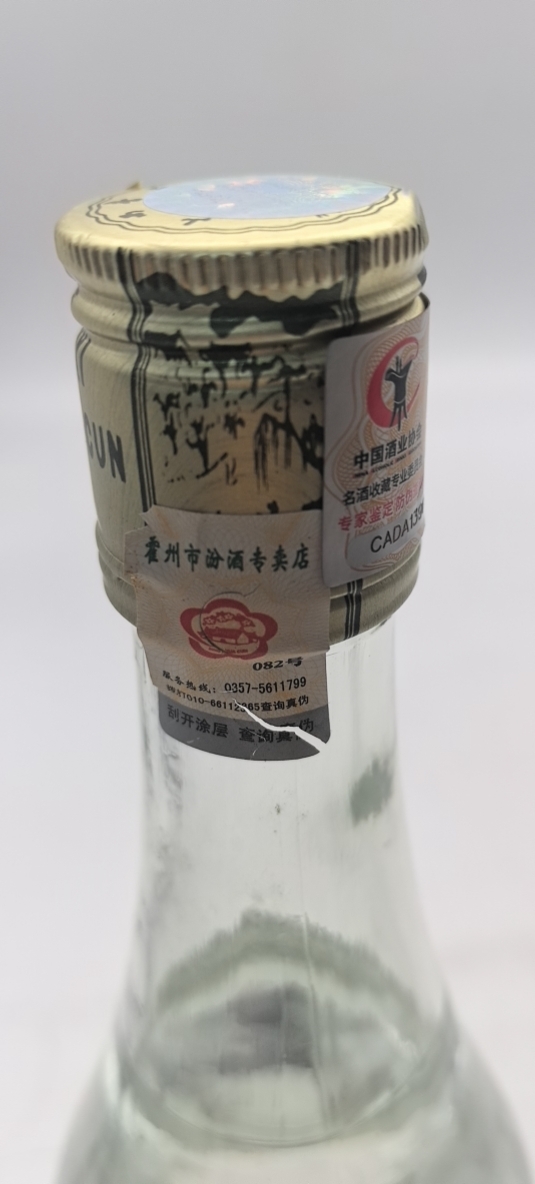 CUN
中国酒业协会
名酒收藏专业委员
专家鉴定防伪
CADA139
霍州市汾酒专卖店
082号
服务热线：0357-5611799
刮开涂层 查询真伪